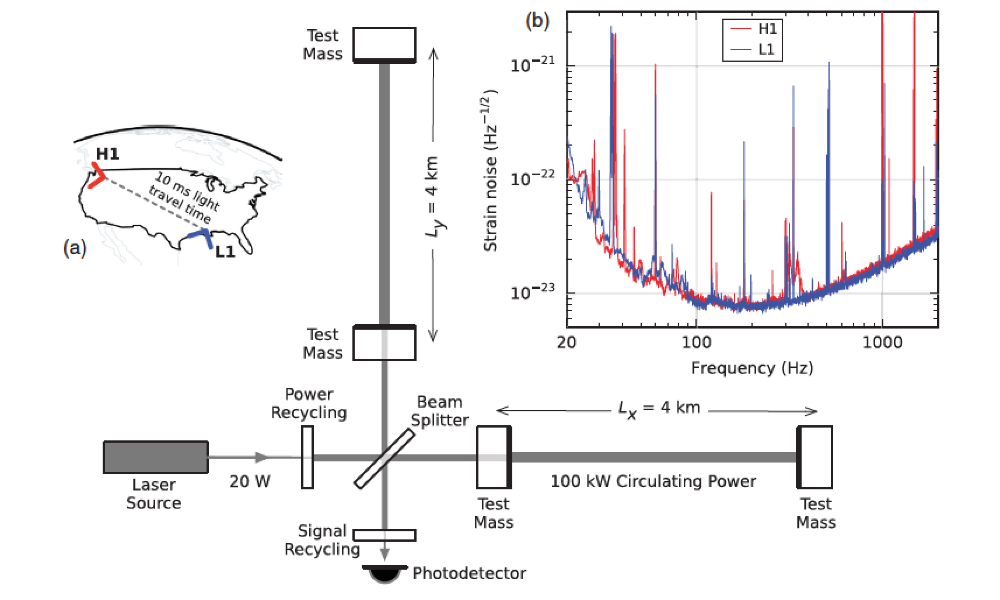 (a)
H1
10 ms light
travel time
L1
Test
Mass
Ly = 4 km
Test
Mass
Power
Recycling
Beam
Splitter
Laser
Source
20 W
Lx = 4 km
100 kW Circulating Power
Test
Mass
Test
Mass
Signal
Recycling
Photodetector
(b)
H1
L1
Strain noise (Hz⁻¹/²)
10⁻²¹
10⁻²²
10⁻²³
20 100 1000
Frequency (Hz)